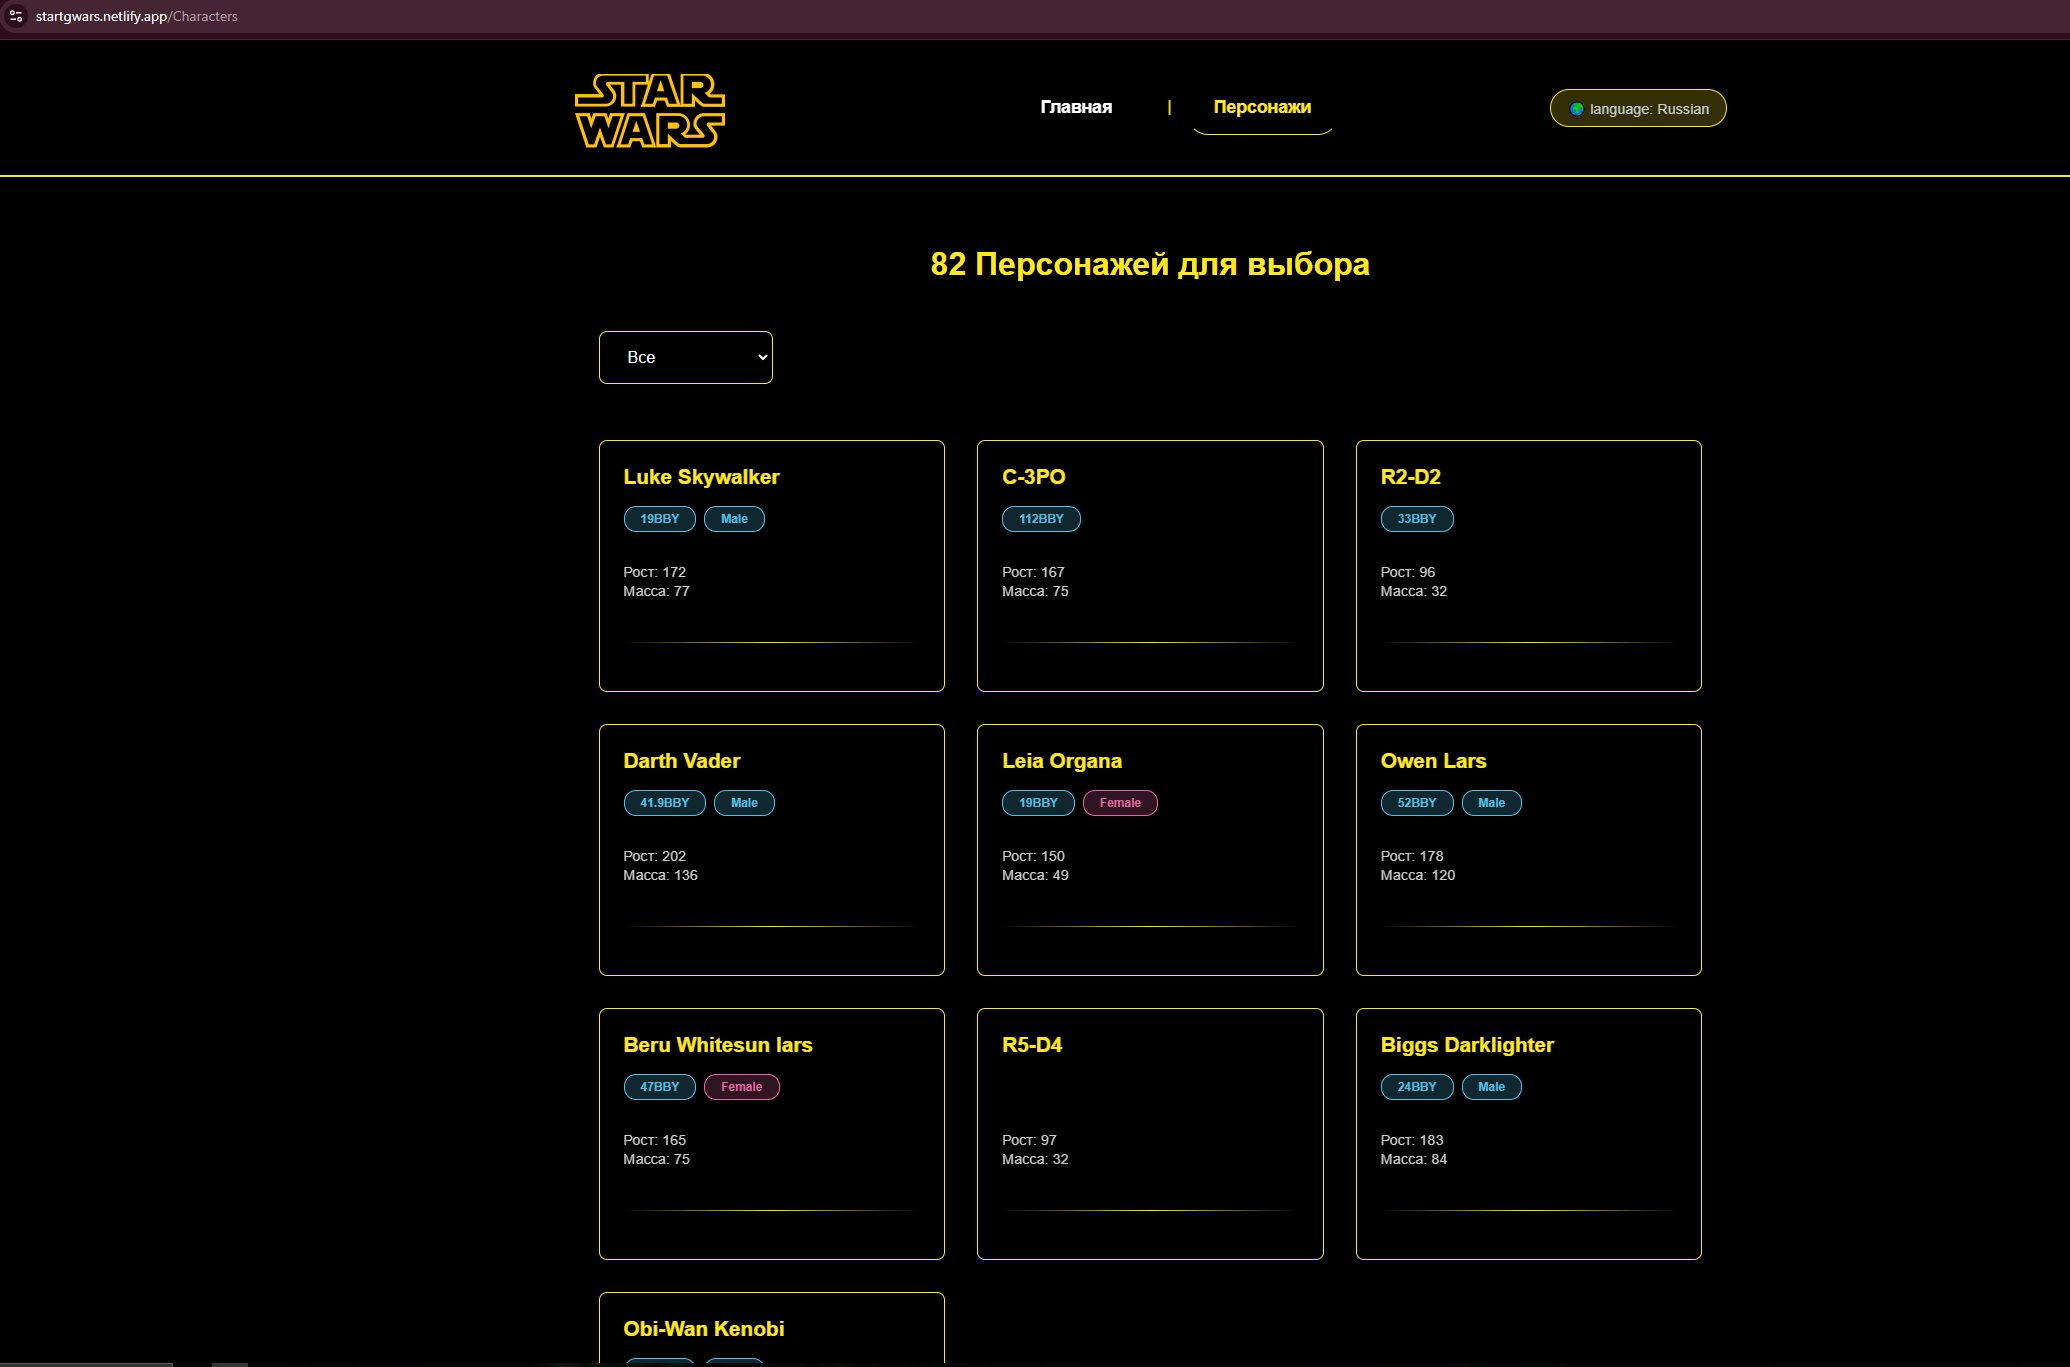 startgwars.netlify.app/Characters
STAR
WARS
Главная | Персонажи
language: Russian
82 Персонажей для выбора
Все
Luke Skywalker
19BBY Male
Рост: 172
Масса: 77
C-3PO
112BBY
Рост: 167
Масса: 75
R2-D2
33BBY
Рост: 96
Масса: 32
Darth Vader
41.9BBY Male
Рост: 202
Масса: 136
Leia Organa
19BBY Female
Рост: 150
Масса: 49
Owen Lars
52BBY Male
Рост: 178
Масса: 120
Beru Whitesun lars
47BBY Female
Рост: 165
Масса: 75
R5-D4
Рост: 97
Масса: 32
Biggs Darklighter
24BBY Male
Рост: 183
Масса: 84
Obi-Wan Kenobi